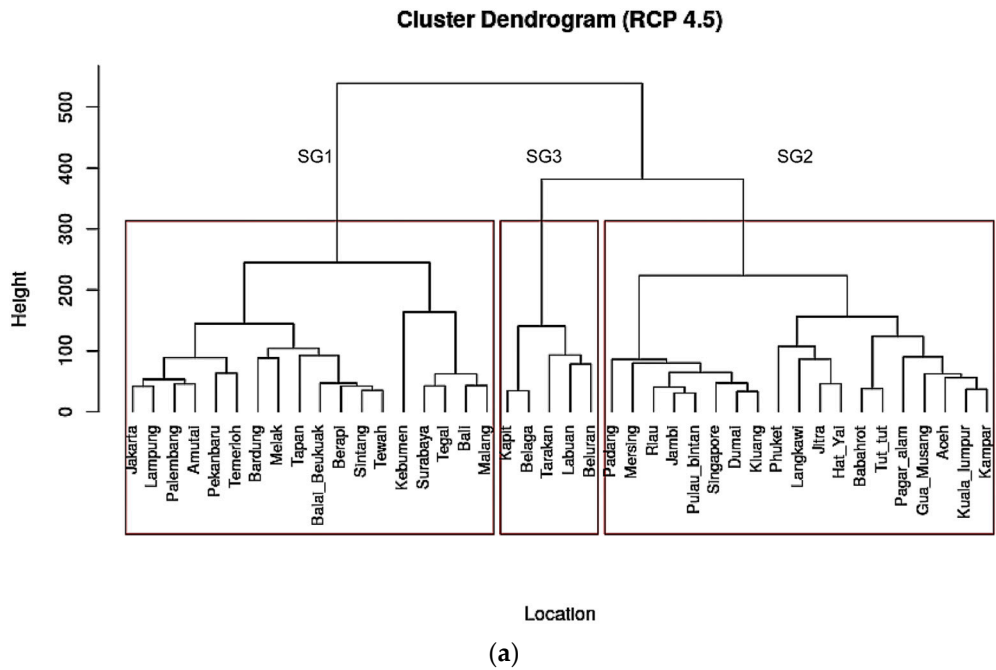 Cluster Dendrogram (RCP 4.5)
Height
500
400
300
200
100
0
SG1
SG3
SG2
Jakarta
Lampung
Palembang
Amutai
Pekanbaru
Temerloh
Bardung
Melak
Tapan
Balai_Beukuak
Berapi
Sintang
Tewah
Kebumen
Surabaya
Tegal
Bali
Malang
Kapit
Belaga
Tarakan
Labuan
Beluran
Padang
Mersing
Riau
Jambi
Pulau_bintan
Singapore
Dumai
Kluang
Phuket
Langkawi
Jitra
Hat_Yai
Babahrot
Tut_tut
Pagar_alam
Gua_Musang
Aceh
Kuala_lumpur
Kampar
Location
(a)